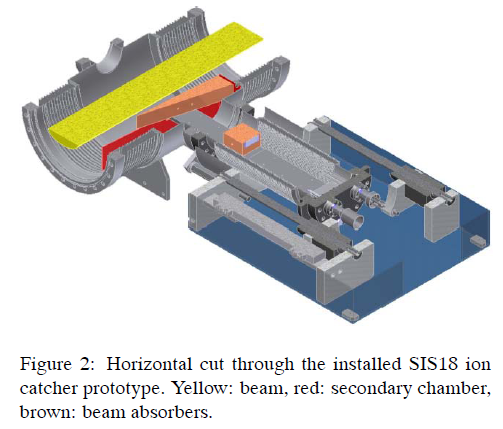 Figure 2: Horizontal cut through the installed SIS18 ion
catcher prototype. Yellow: beam, red: secondary chamber,
brown: beam absorbers.